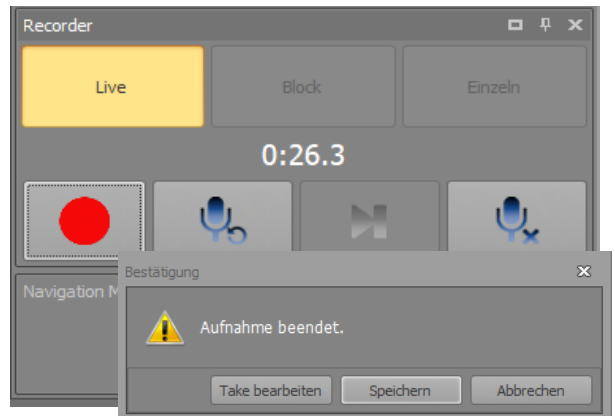 Recorder
Live
Block
Einzeln
0:26.3
Navigation M
Bestätigung
Aufnahme beendet.
Take bearbeiten
Speichern
Abbrechen